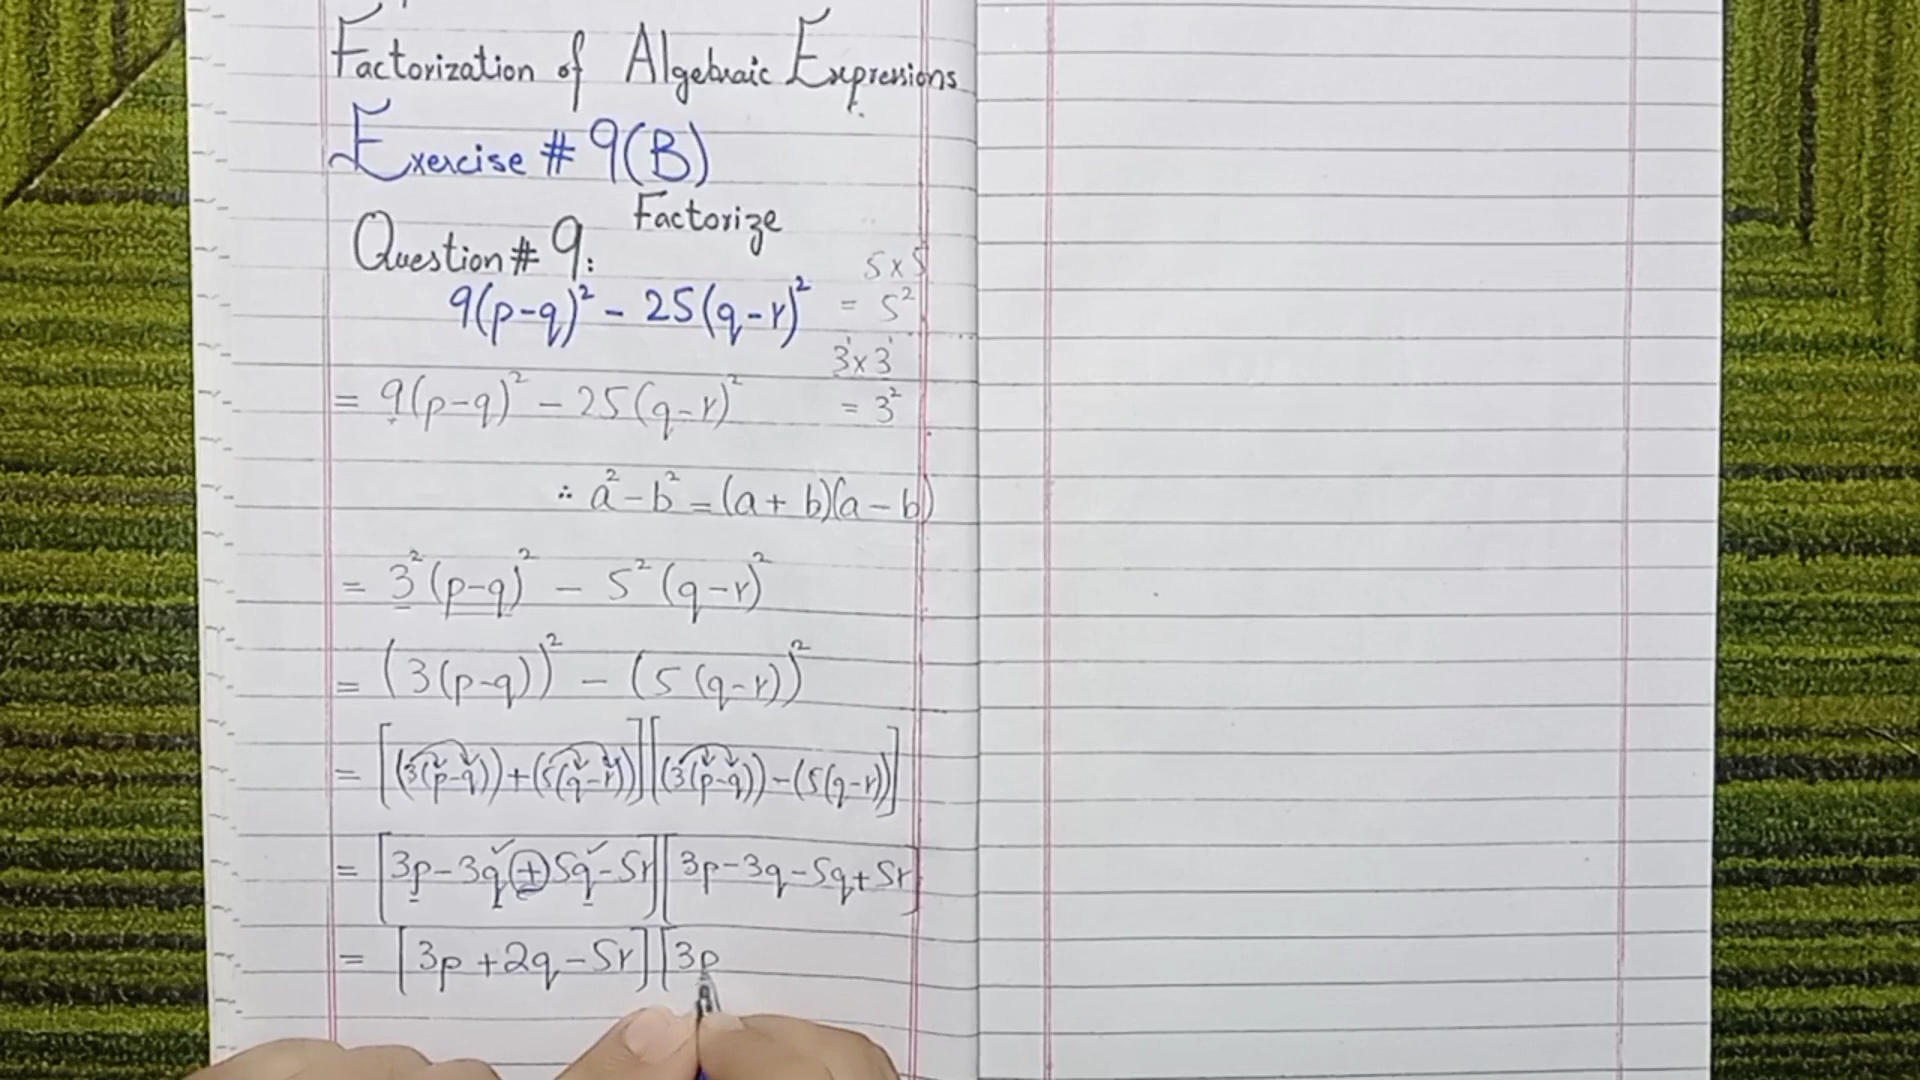 Factorization of Algebraic Expressions
Exercise # 9(B)
Factorize
Question # 9:
5 x 5
9(p-q)² - 25(q-r)² = 5²
3 x 3
= 9(p-q)² - 25(q-r)² = 3²
∴ a² - b² = (a + b)(a - b)
= 3²(p-q)² - 5²(q-r)²
= (3(p-q))² - (5(q-r))²
= [(3(p-q))+(5(q-r))][(3(p-q))-(5(q-r))]
= [3p-3q+5q-5r][3p-3q-5q+5r]
= [3p+2q-5r][3p